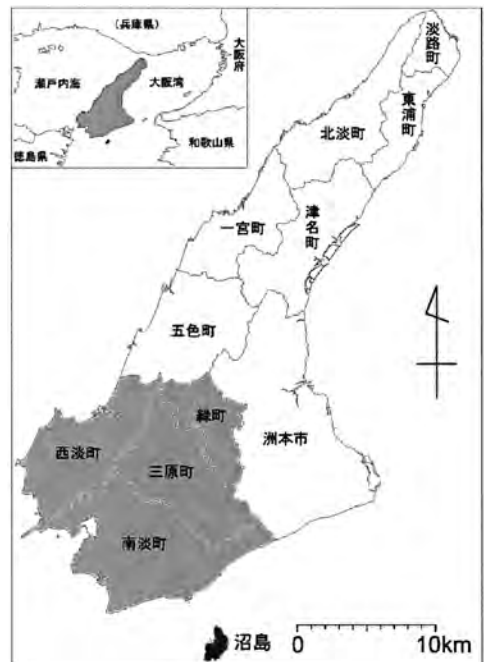 (兵庫県)
大阪府
瀬戸内海
大阪湾
徳島県
和歌山県
淡路町
東浦町
北淡町
津名町
一宮町
五色町
緑町
洲本市
西淡町
三原町
南淡町
沼島
0 10km